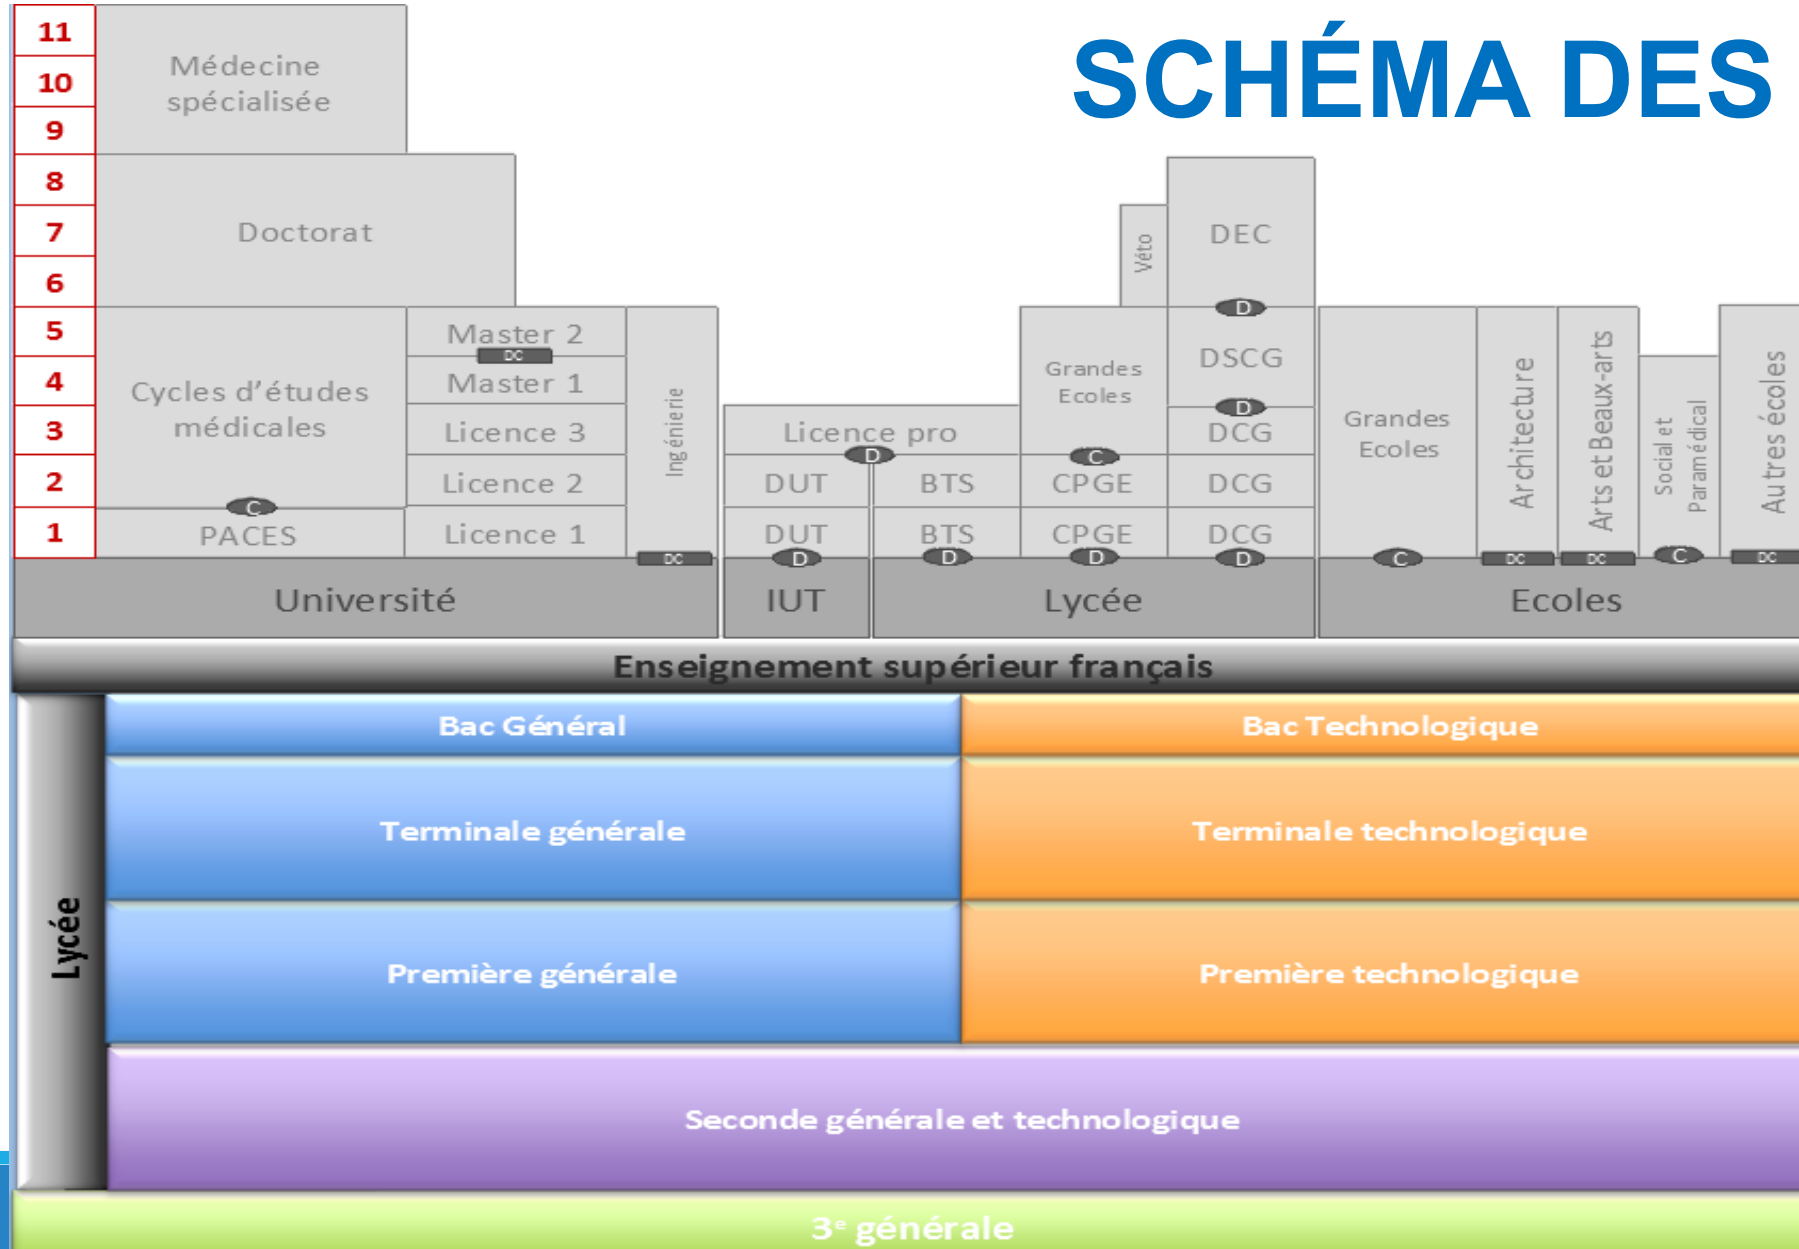 SCHÉMA DES
11
Médecine
10
spécialisée
9
8
7
Doctorat
Véto
DEC
6
D
5
Master 2
DC
Cycles d'études
médicales
4
Master 1
Ingénierie
Grandes
Ecoles
DSCG
D
3
Licence 3
Licence pro
D
C
DCG
Grandes
Ecoles
Architecture
Arts et Beaux-arts
Social et
Paramédical
Autres écoles
2
C
Licence 2
DUT
BTS
CPGE
DCG
1
PACES
Licence 1
DUT
BTS
CPGE
DCG
DC
D
D
D
D
C
DC
DC
C
DC
Université
IUT
Lycée
Ecoles
Enseignement supérieur français
Lycée
Bac Général
Bac Technologique
Terminale générale
Terminale technologique
Première générale
Première technologique
Seconde générale et technologique
3e générale